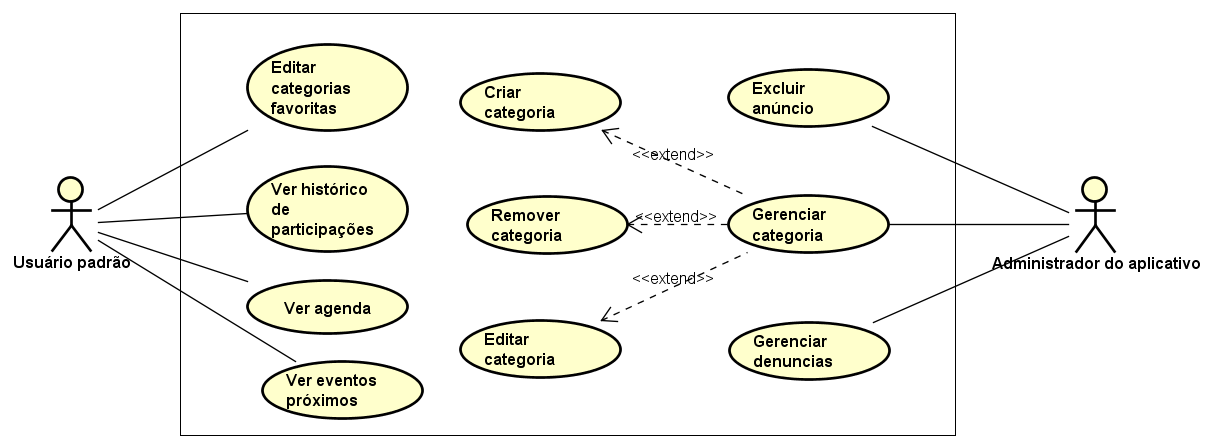 Editar
categorias
favoritas
Ver histórico
de
participações
Ver agenda
Ver eventos
próximos
Usuário padrão
Criar
categoria
Remover
categoria
Editar
categoria
<<extend>>
<<extend>>
<<extend>>
Excluir
anúncio
Gerenciar
categoria
Gerenciar
denuncias
Administrador do aplicativo